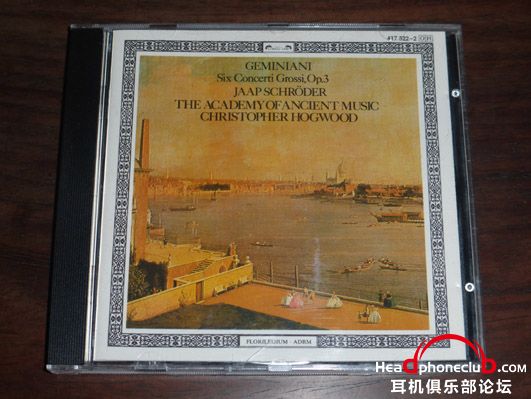 417 522-2 OH
GEMINIANI
Six Concerti Grossi, Op.3
JAAP SCHRÖDER
THE ACADEMY OF ANCIENT MUSIC
CHRISTOPHER HOGWOOD
FLORILEGIUM ADRM
Headphoneclub.com
耳机俱乐部论坛